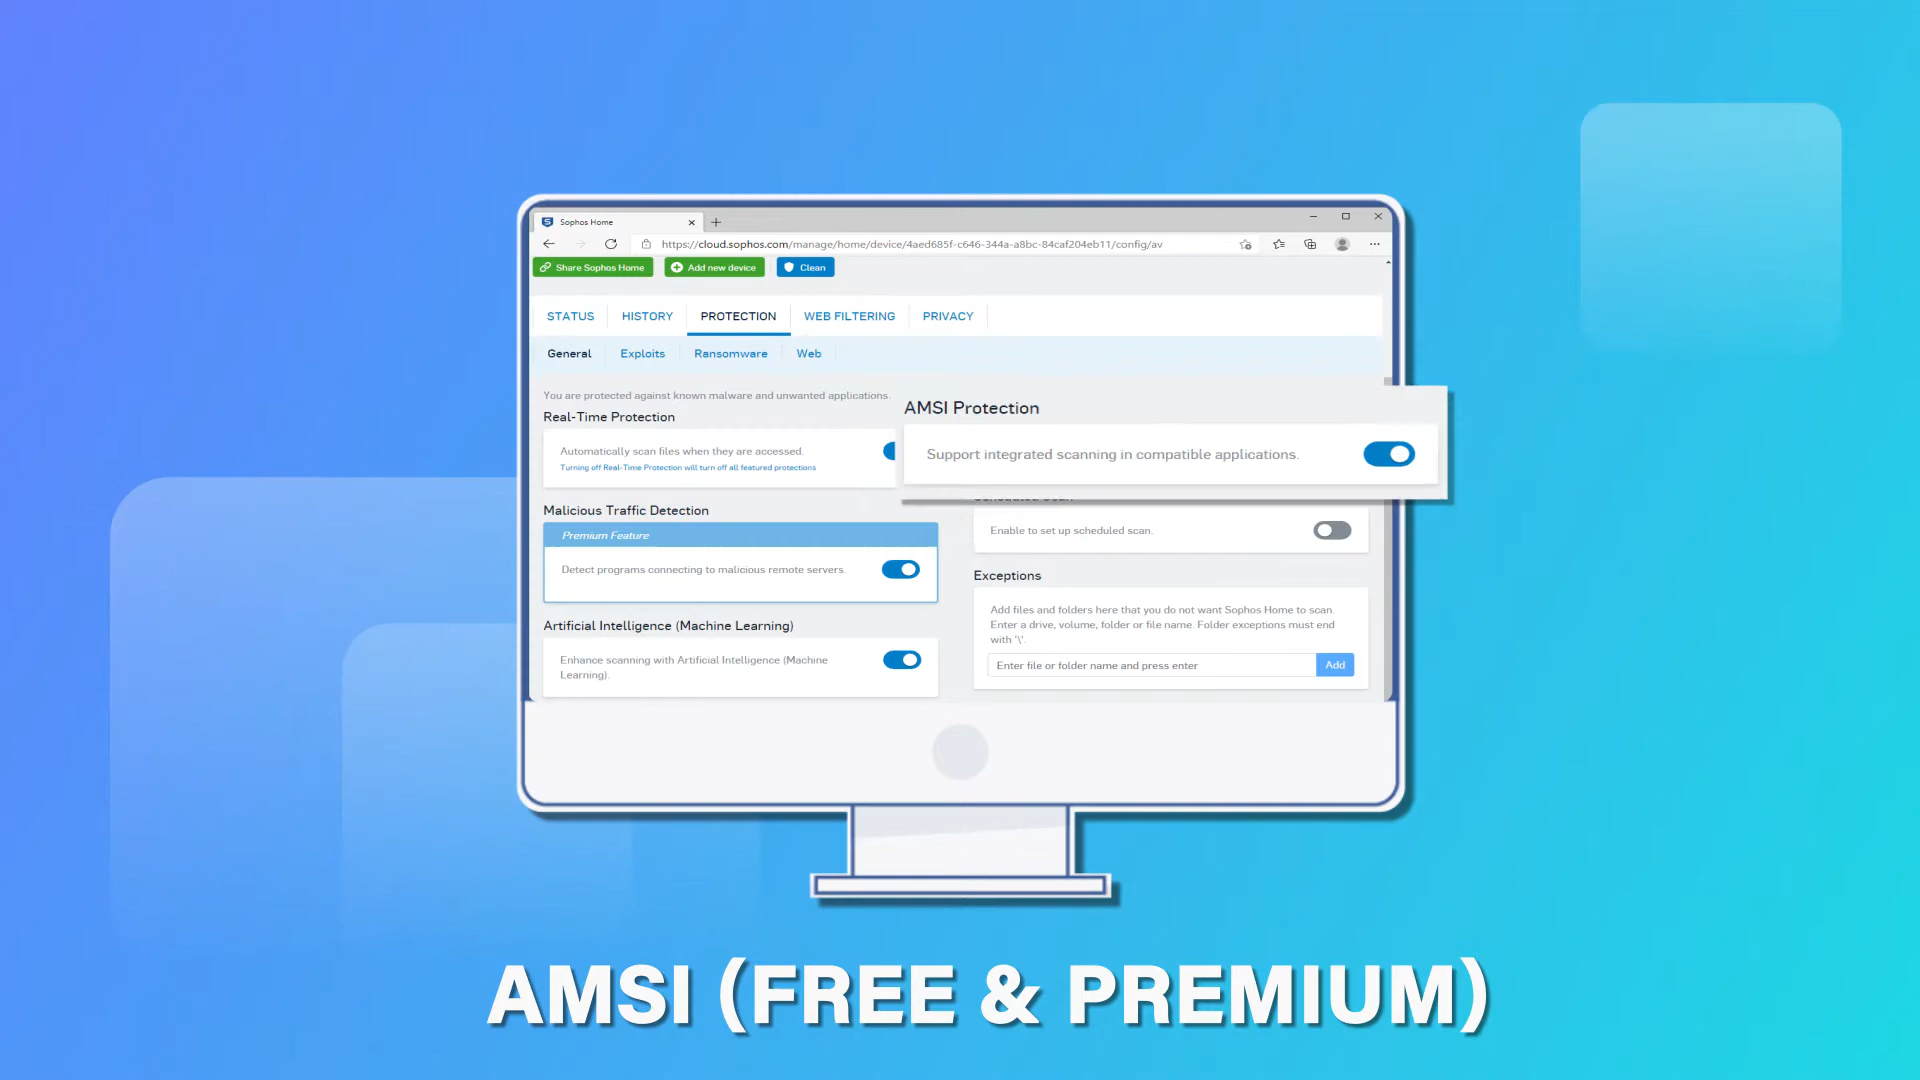 Sophos Home
https://cloud.sophos.com/manage/home/device/4aed685f-c646-344a-a8bc-84caf204eb11/config/av
Share Sophos Home
Add new device
Clean
STATUS
HISTORY
PROTECTION
WEB FILTERING
PRIVACY
General
Exploits
Ransomware
Web
You are protected against known malware and unwanted applications.
Real-Time Protection
Automatically scan files when they are accessed.
Turning off Real-Time Protection will turn off all featured protections
Malicious Traffic Detection
Premium Feature
Detect programs connecting to malicious remote servers.
Artificial Intelligence (Machine Learning)
Enhance scanning with Artificial Intelligence (Machine
Learning).
AMSI Protection
Support integrated scanning in compatible applications.
Enable to set up scheduled scan.
Exceptions
Add files and folders here that you do not want Sophos Home to scan.
Enter a drive, volume, folder or file name. Folder exceptions must end
with '\'.
Enter file or folder name and press enter
Add
AMSI (FREE & PREMIUM)